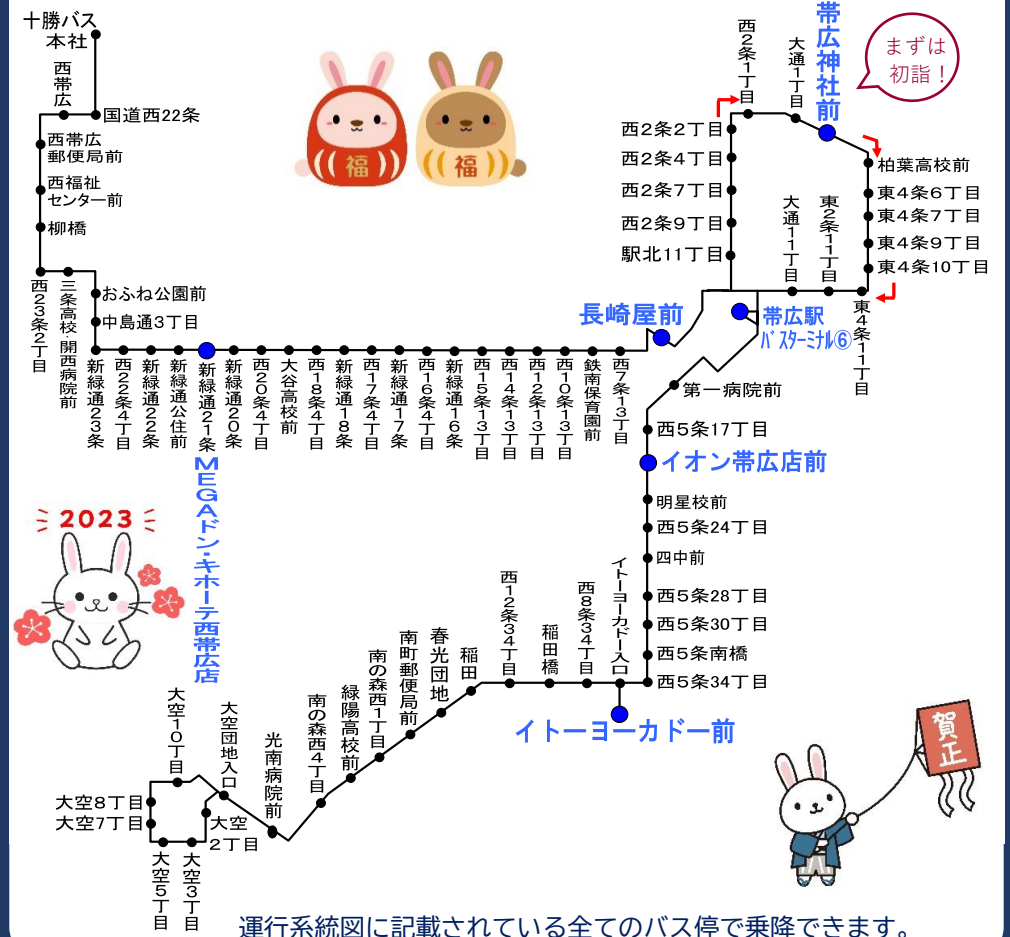 十勝バス
本社
西帯広
国道西22条
西帯広
郵便局前
西福祉
センター前
柳橋
西23条2丁目
三条高校・開西病院前
おふね公園前
中島通3丁目
新緑通23条
西22条4丁目
新緑通22条
新緑通公住前
新緑通21条
MEGAドン・キホーテ西帯広店
新緑通20条
西20条4丁目
大谷高校前
西18条4丁目
新緑通18条
西17条4丁目
新緑通17条
西16条4丁目
新緑通16条
西15条13丁目
西14条13丁目
西12条13丁目
西10条13丁目
鉄南保育園前
西7条13丁目
長崎屋前
福
福
西2条1丁目
大通1丁目
帯広神社前
まずは
初詣！
西2条2丁目
西2条4丁目
西2条7丁目
西2条9丁目
駅北11丁目
柏葉高校前
東4条6丁目
東4条7丁目
東4条9丁目
東4条10丁目
大通11丁目
東2条11丁目
東4条11丁目
帯広駅
バスターミナル⑥
第一病院前
西5条17丁目
イオン帯広店前
明星校前
西5条24丁目
四中前
西5条28丁目
西5条30丁目
西5条南橋
西5条34丁目
イトーヨーカドー入口
イトーヨーカドー前
西8条34丁目
稲田橋
西12条34丁目
稲田
春光団地
南町郵便局前
南の森西1丁目
緑陽高校前
南の森西4丁目
光南病院前
大空団地入口
大空10丁目
大空8丁目
大空7丁目
大空5丁目
大空3丁目
大空
2丁目
2023
賀正
運行系統図に記載されている全てのバス停で乗降できます。